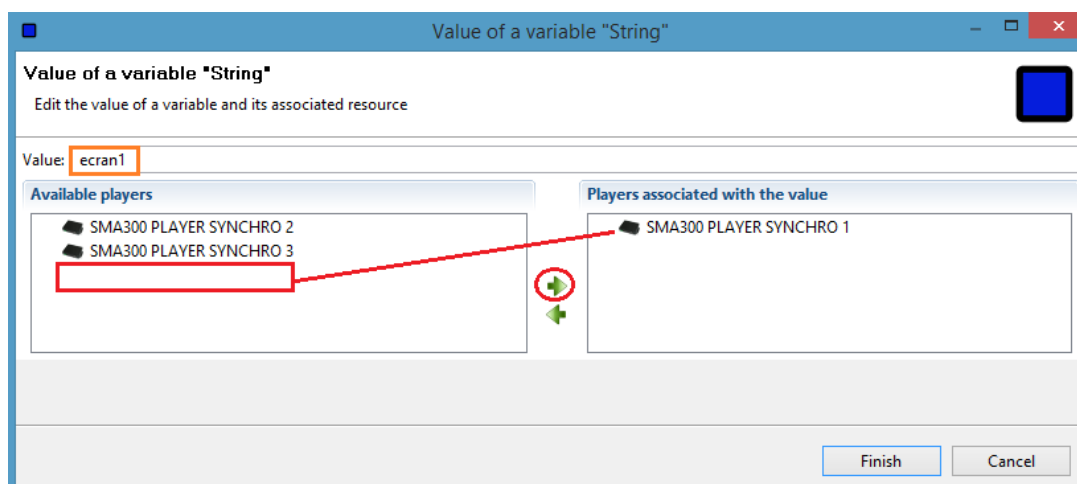 Value of a variable "String"
Value of a variable "String"
Edit the value of a variable and its associated resource
Value: ecran1
Available players
SMA300 PLAYER SYNCHRO 2
SMA300 PLAYER SYNCHRO 3
Players associated with the value
SMA300 PLAYER SYNCHRO 1
Finish
Cancel